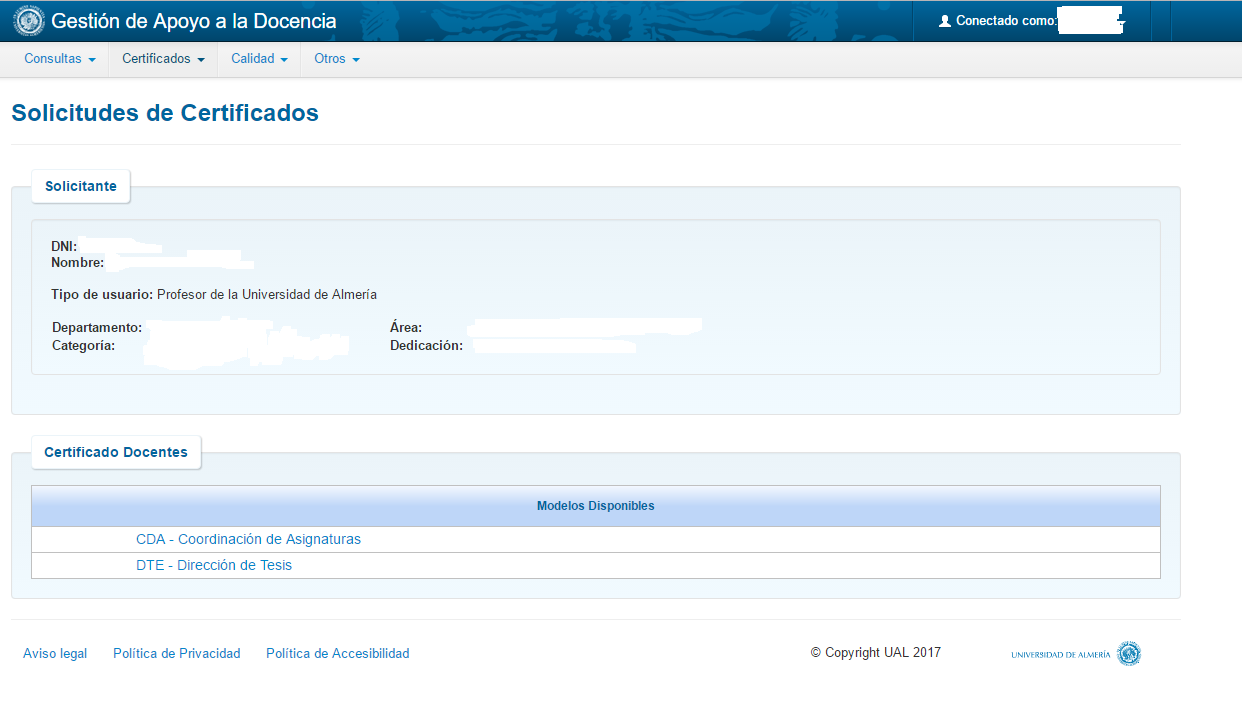 Gestión de Apoyo a la Docencia
Conectado como:
Consultas Certificados Calidad Otros
Solicitudes de Certificados
Solicitante
DNI:
Nombre:
Tipo de usuario: Profesor de la Universidad de Almería
Departamento: Área:
Categoría: Dedicación:
Certificado Docentes
Modelos Disponibles
CDA - Coordinación de Asignaturas
DTE - Dirección de Tesis
Aviso legal Política de Privacidad Política de Accesibilidad © Copyright UAL 2017 UNIVERSIDAD DE ALMERÍA